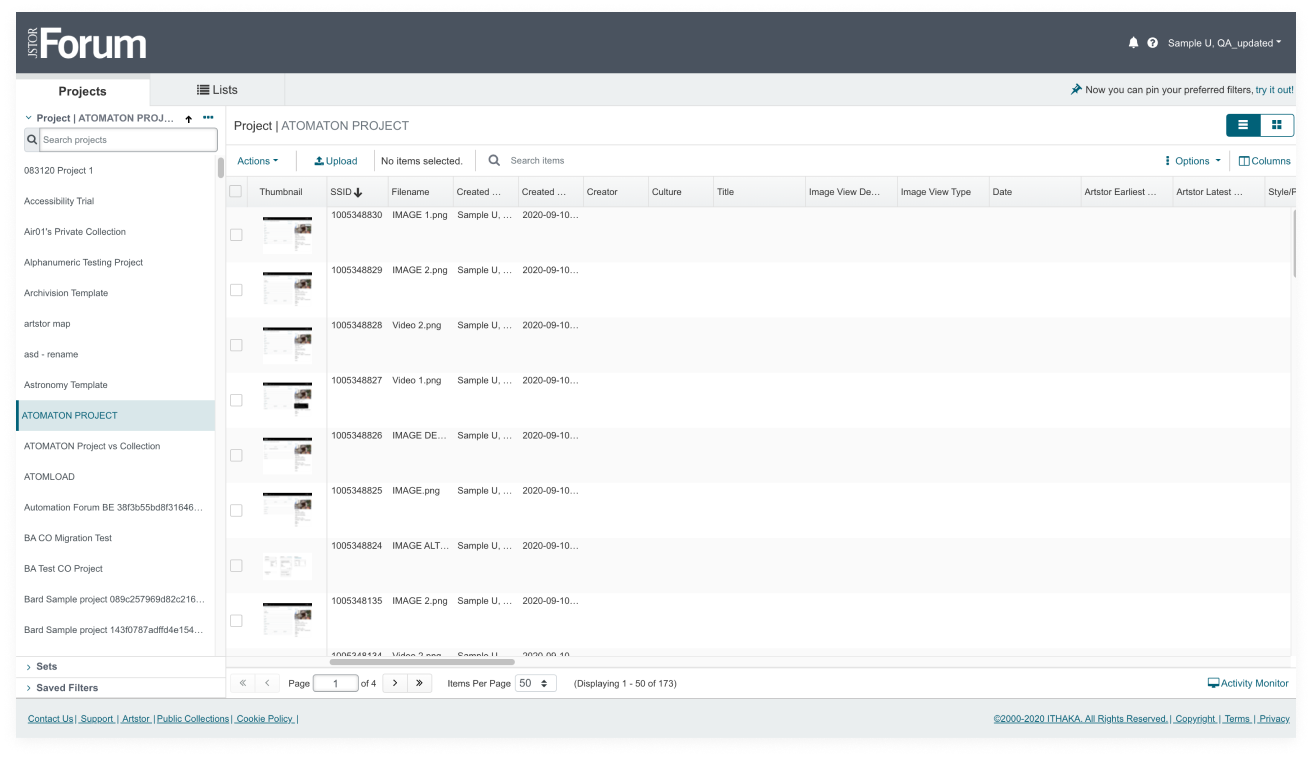 JSTOR Forum
Sample U, QA_updated
Projects
Lists
Now you can pin your preferred filters, try it out!
Project | ATOMATON PROJ...
Search projects
083120 Project 1
Accessibility Trial
Air01's Private Collection
Alphanumeric Testing Project
Archivision Template
artstor map
asd - rename
Astronomy Template
ATOMATON PROJECT
ATOMATON Project vs Collection
ATOMLOAD
Automation Forum BE 38f3b55bd8f31646...
BA CO Migration Test
BA Test CO Project
Bard Sample project 089c257969d82c216...
Bard Sample project 143f0787adffd4e154...
Sets
Saved Filters
Project | ATOMATON PROJECT
Actions Upload No items selected. Search items Options Columns
Thumbnail SSID Filename Created ... Created ... Creator Culture Title Image View De... Image View Type Date Artstor Earliest ... Artstor Latest ... Style/P
1005348830 IMAGE 1.png Sample U, ... 2020-09-10...
1005348829 IMAGE 2.png Sample U, ... 2020-09-10...
1005348828 Video 2.png Sample U, ... 2020-09-10...
1005348827 Video 1.png Sample U, ... 2020-09-10...
1005348826 IMAGE DE... Sample U, ... 2020-09-10...
1005348825 IMAGE.png Sample U, ... 2020-09-10...
1005348824 IMAGE ALT... Sample U, ... 2020-09-10...
1005348135 IMAGE 2.png Sample U, ... 2020-09-10...
1005348134 Video 2.png Sample U 2020-09-10
« < Page 1 of 4 > » Items Per Page 50 (Displaying 1 - 50 of 173)
Activity Monitor
Contact Us | Support | Artstor | Public Collections | Cookie Policy |
©2000-2020 ITHAKA. All Rights Reserved. | Copyright | Terms | Privacy